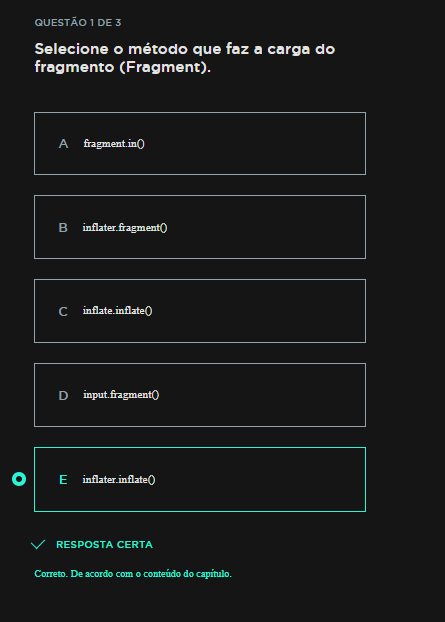 QUESTÃO 1 DE 3
Selecione o método que faz a carga do
fragmento (Fragment).
A fragment.in()
B inflater.fragment()
C inflate.inflate()
D input.fragment()
E inflater.inflate()
RESPOSTA CERTA
Correto. De acordo com o conteúdo do capítulo.